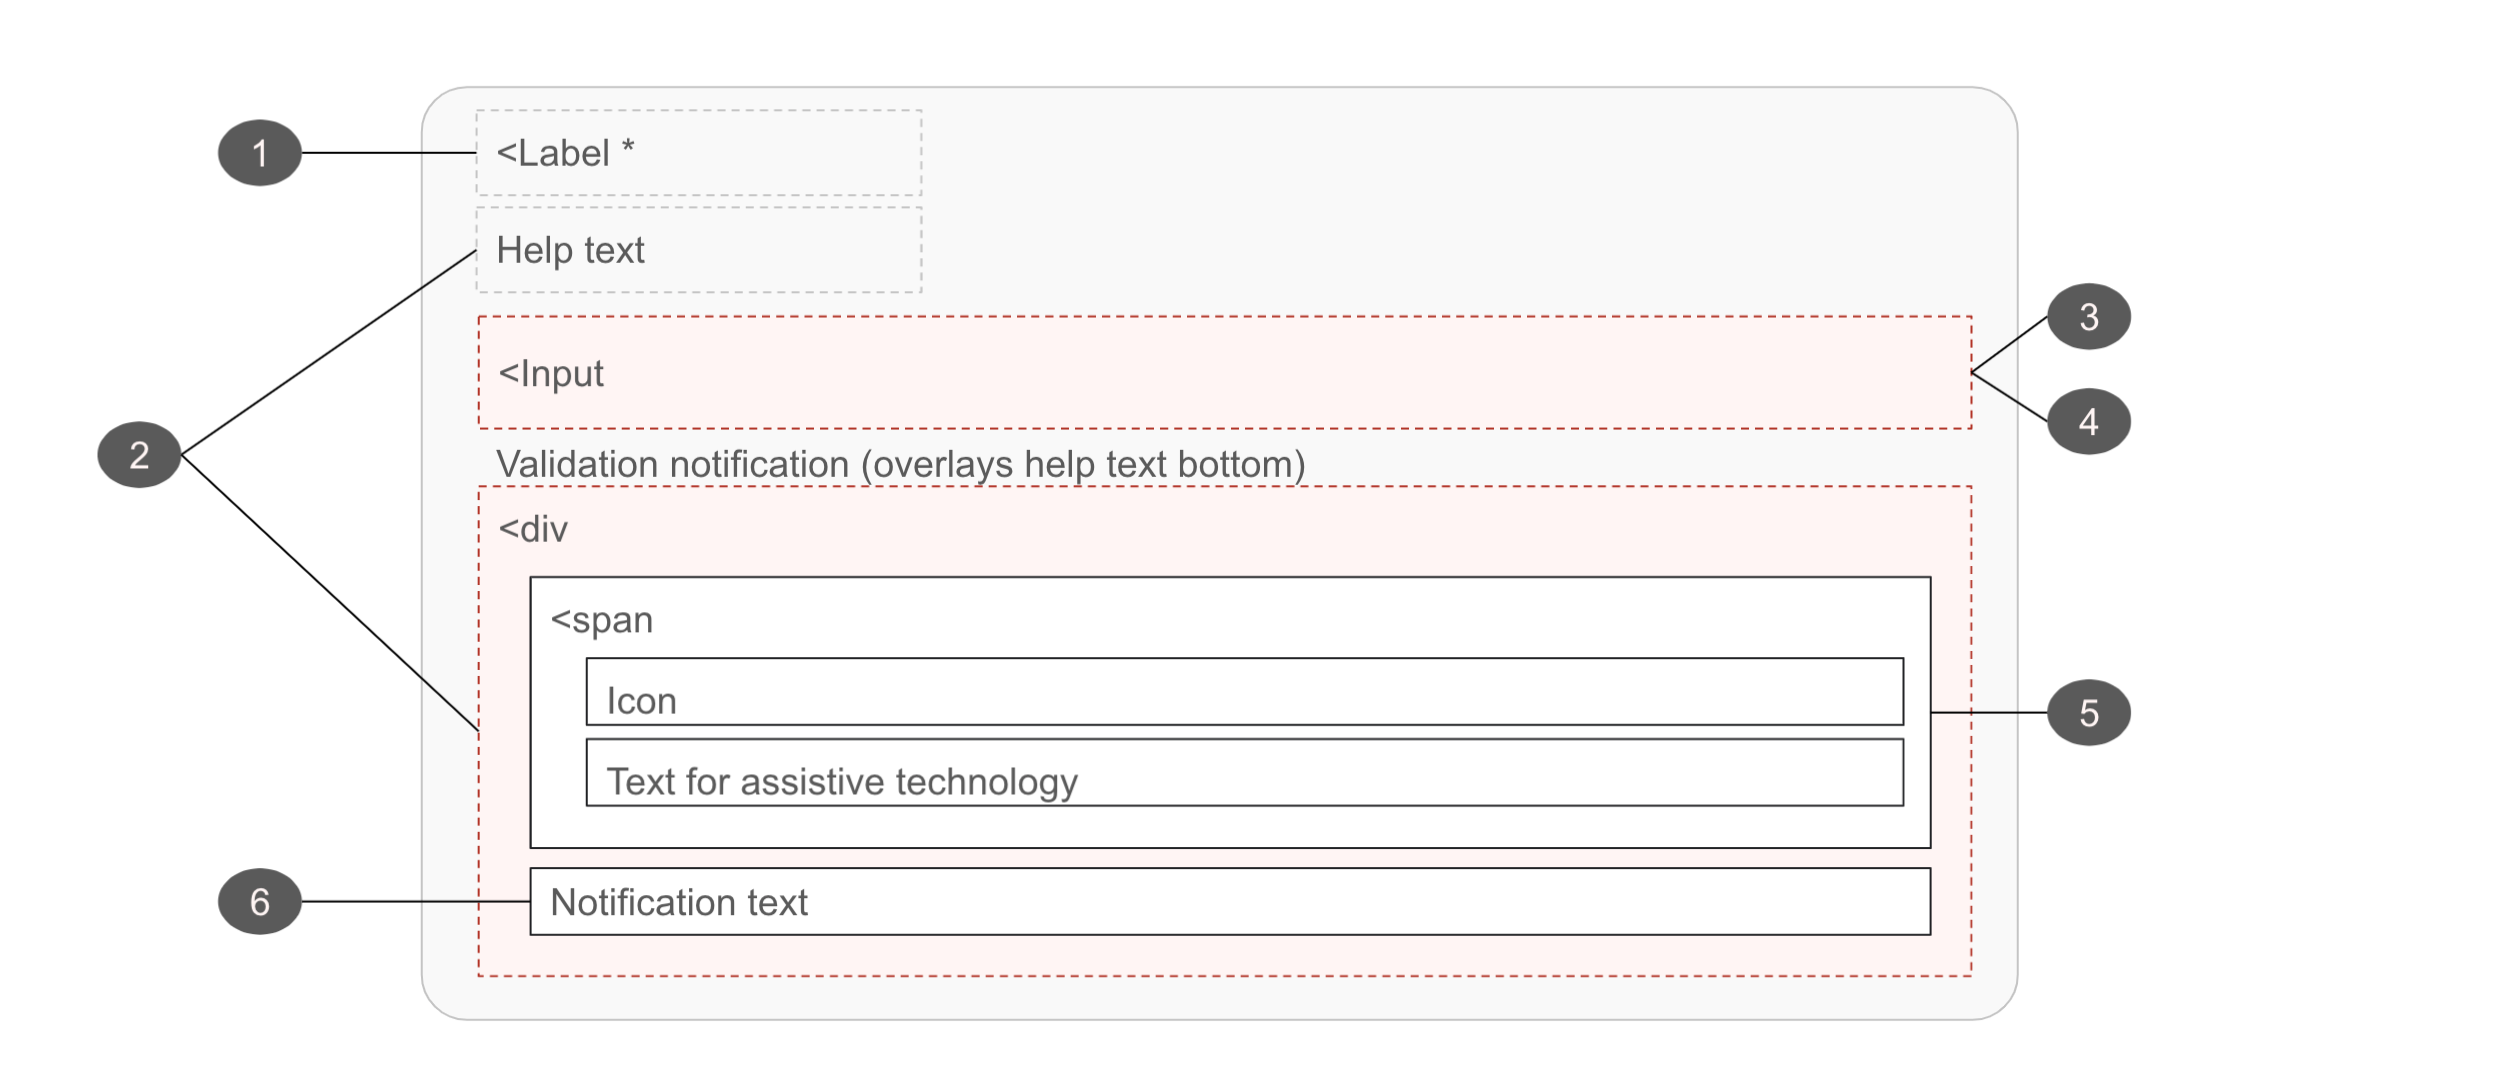 1
<Label *
Help text
3
<Input
4
2
Validation notification (overlays help text bottom)
<div
<span
Icon
5
Text for assistive technology
6
Notification text